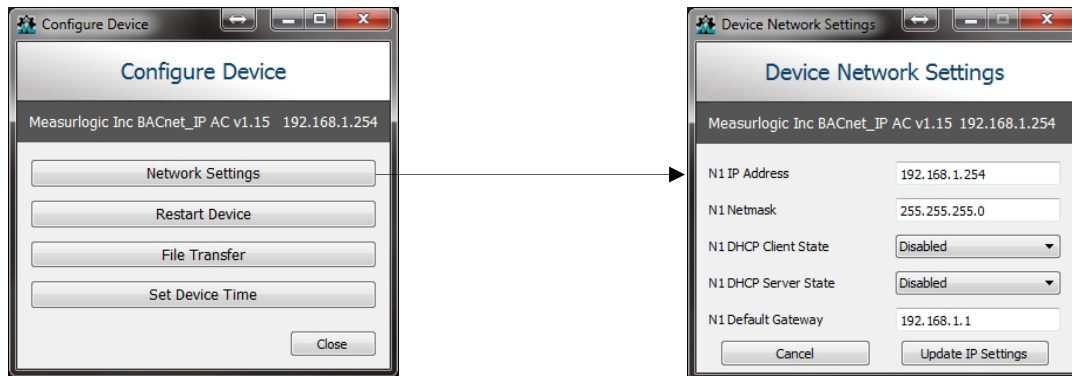 Configure Device
Configure Device
Measurlogic Inc BACnet_IP AC v1.15 192.168.1.254
Network Settings
Restart Device
File Transfer
Set Device Time
Close
Device Network Settings
Device Network Settings
Measurlogic Inc BACnet_IP AC v1.15 192.168.1.254
N1 IP Address 192.168.1.254
N1 Netmask 255.255.255.0
N1 DHCP Client State Disabled
N1 DHCP Server State Disabled
N1 Default Gateway 192.168.1.1
Cancel Update IP Settings